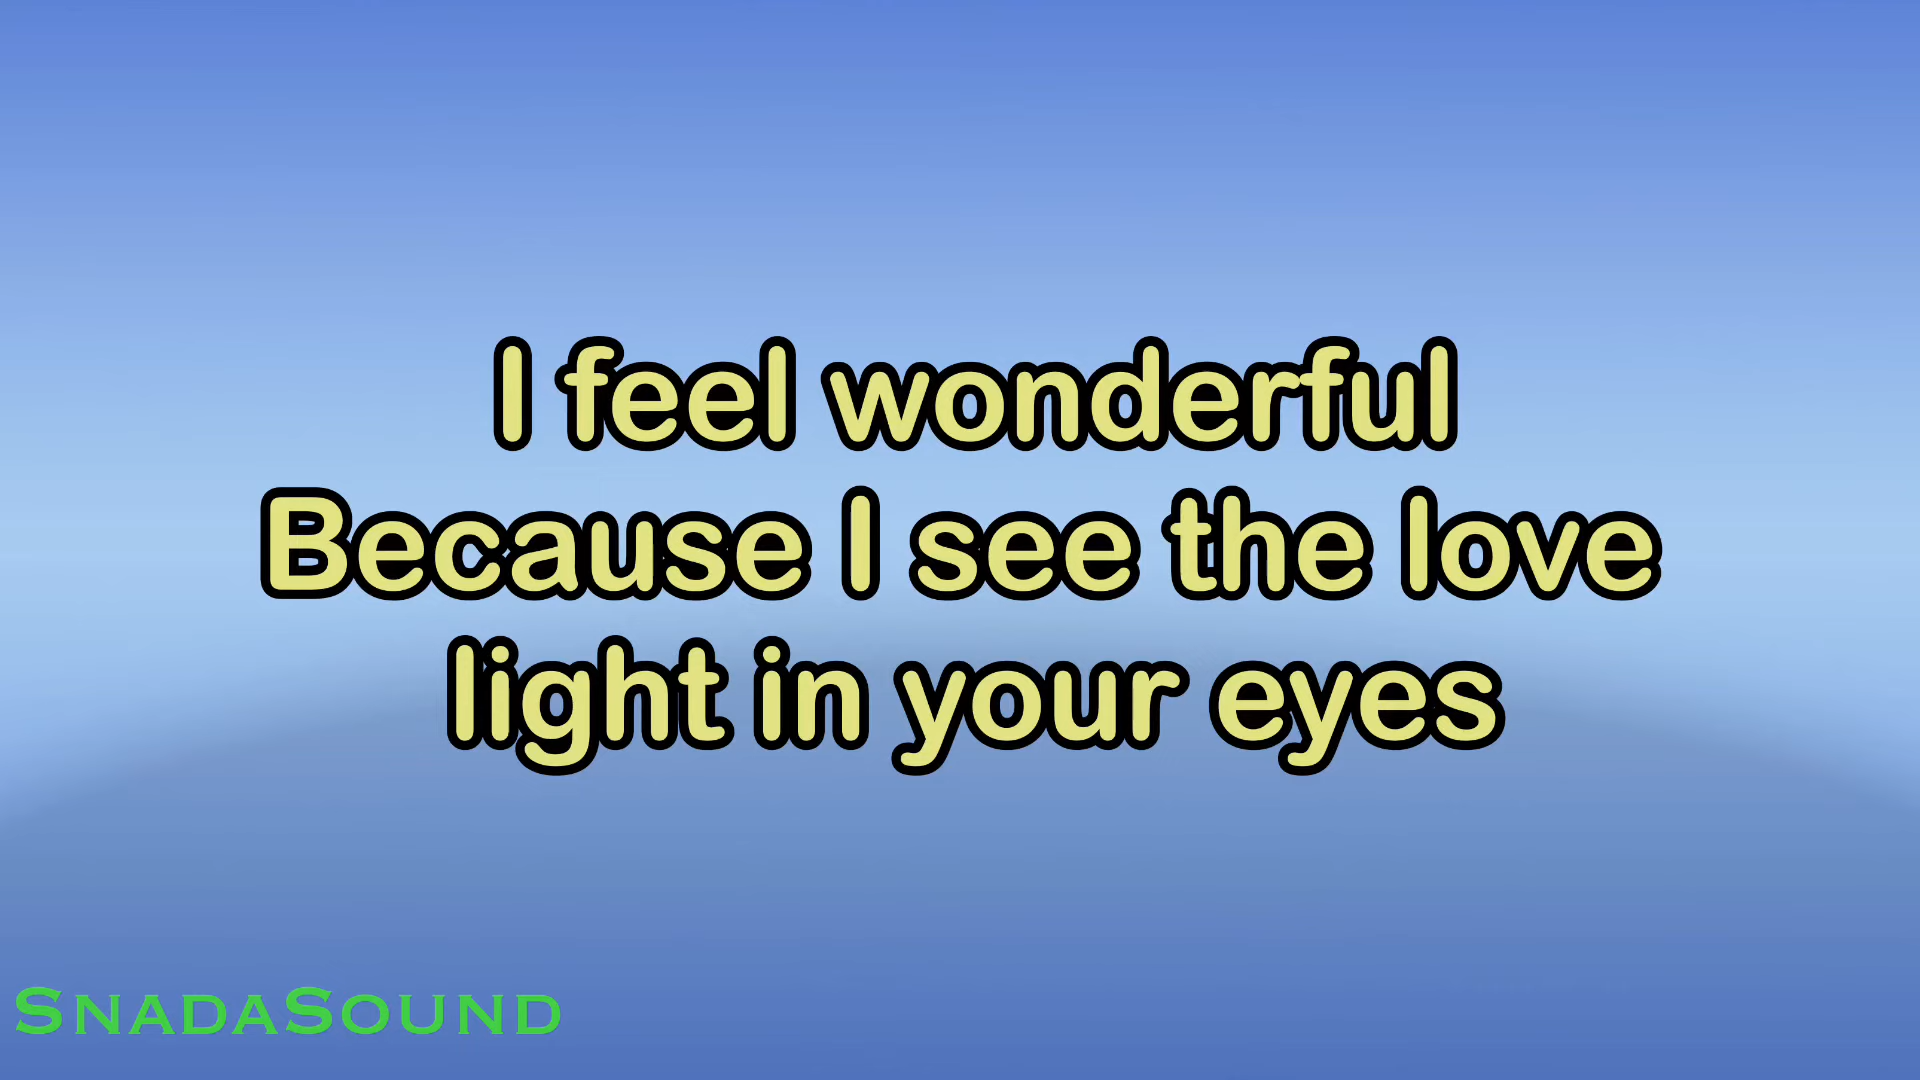 I feel wonderful
Because I see the love
light in your eyes
SNADASOUND